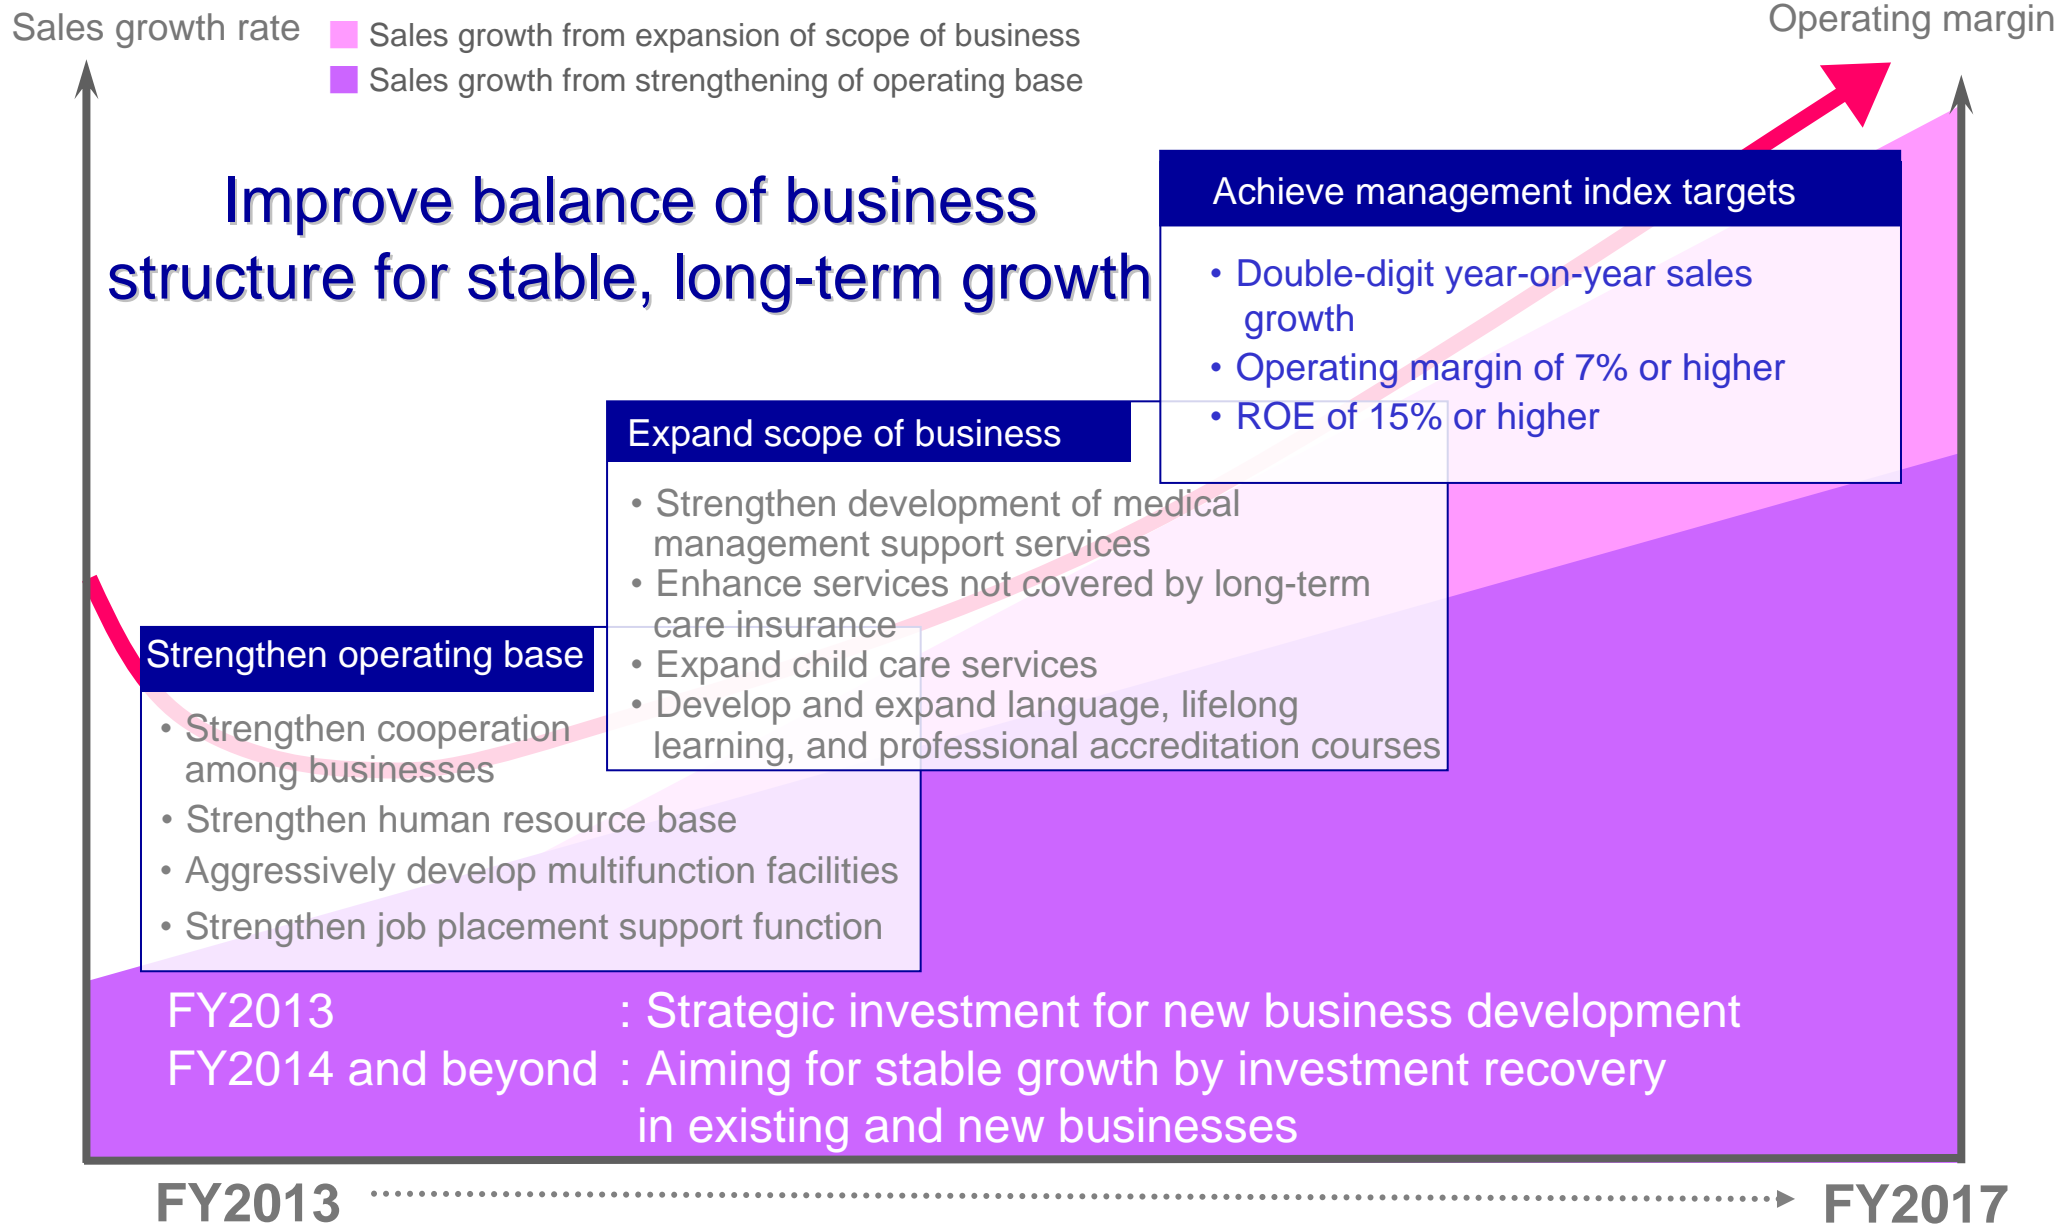 Sales growth rate
Sales growth from expansion of scope of business
Sales growth from strengthening of operating base
Operating margin
Improve balance of business
structure for stable, long-term growth
Achieve management index targets
• Double-digit year-on-year sales
growth
• Operating margin of 7% or higher
• ROE of 15% or higher
Expand scope of business
• Strengthen development of medical
management support services
• Enhance services not covered by long-term
care insurance
• Expand child care services
• Develop and expand language, lifelong
learning, and professional accreditation courses
Strengthen operating base
• Strengthen cooperation
among businesses
• Strengthen human resource base
• Aggressively develop multifunction facilities
• Strengthen job placement support function
FY2013 : Strategic investment for new business development
FY2014 and beyond : Aiming for stable growth by investment recovery
in existing and new businesses
FY2013 FY2017